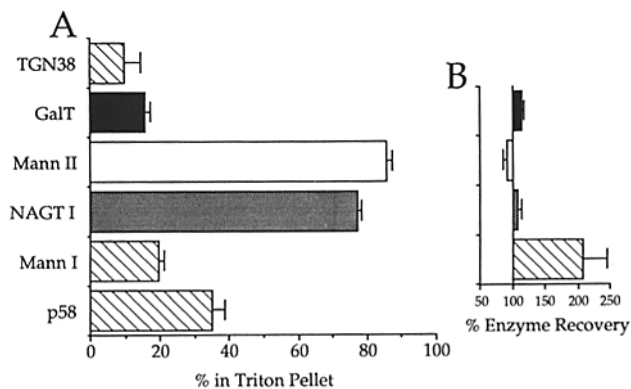 A
TGN38
GalT
Mann II
NAGT I
Mann I
p58
0 20 40 60 80 100
% in Triton Pellet
B
50 100 150 200 250
% Enzyme Recovery